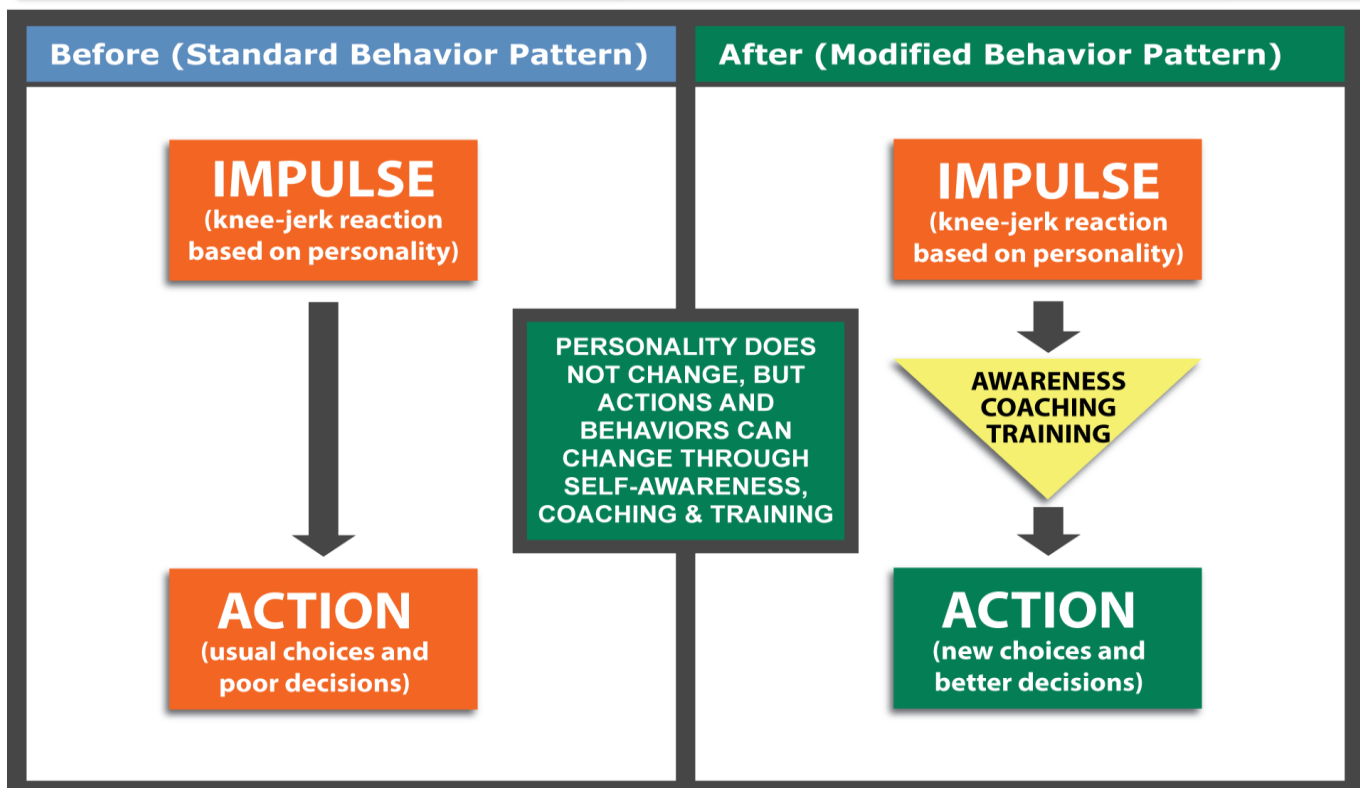 Before (Standard Behavior Pattern)
IMPULSE
(knee-jerk reaction
based on personality)
ACTION
(usual choices and
poor decisions)
PERSONALITY DOES
NOT CHANGE, BUT
ACTIONS AND
BEHAVIORS CAN
CHANGE THROUGH
SELF-AWARENESS,
COACHING & TRAINING
After (Modified Behavior Pattern)
IMPULSE
(knee-jerk reaction
based on personality)
AWARENESS
COACHING
TRAINING
ACTION
(new choices and
better decisions)